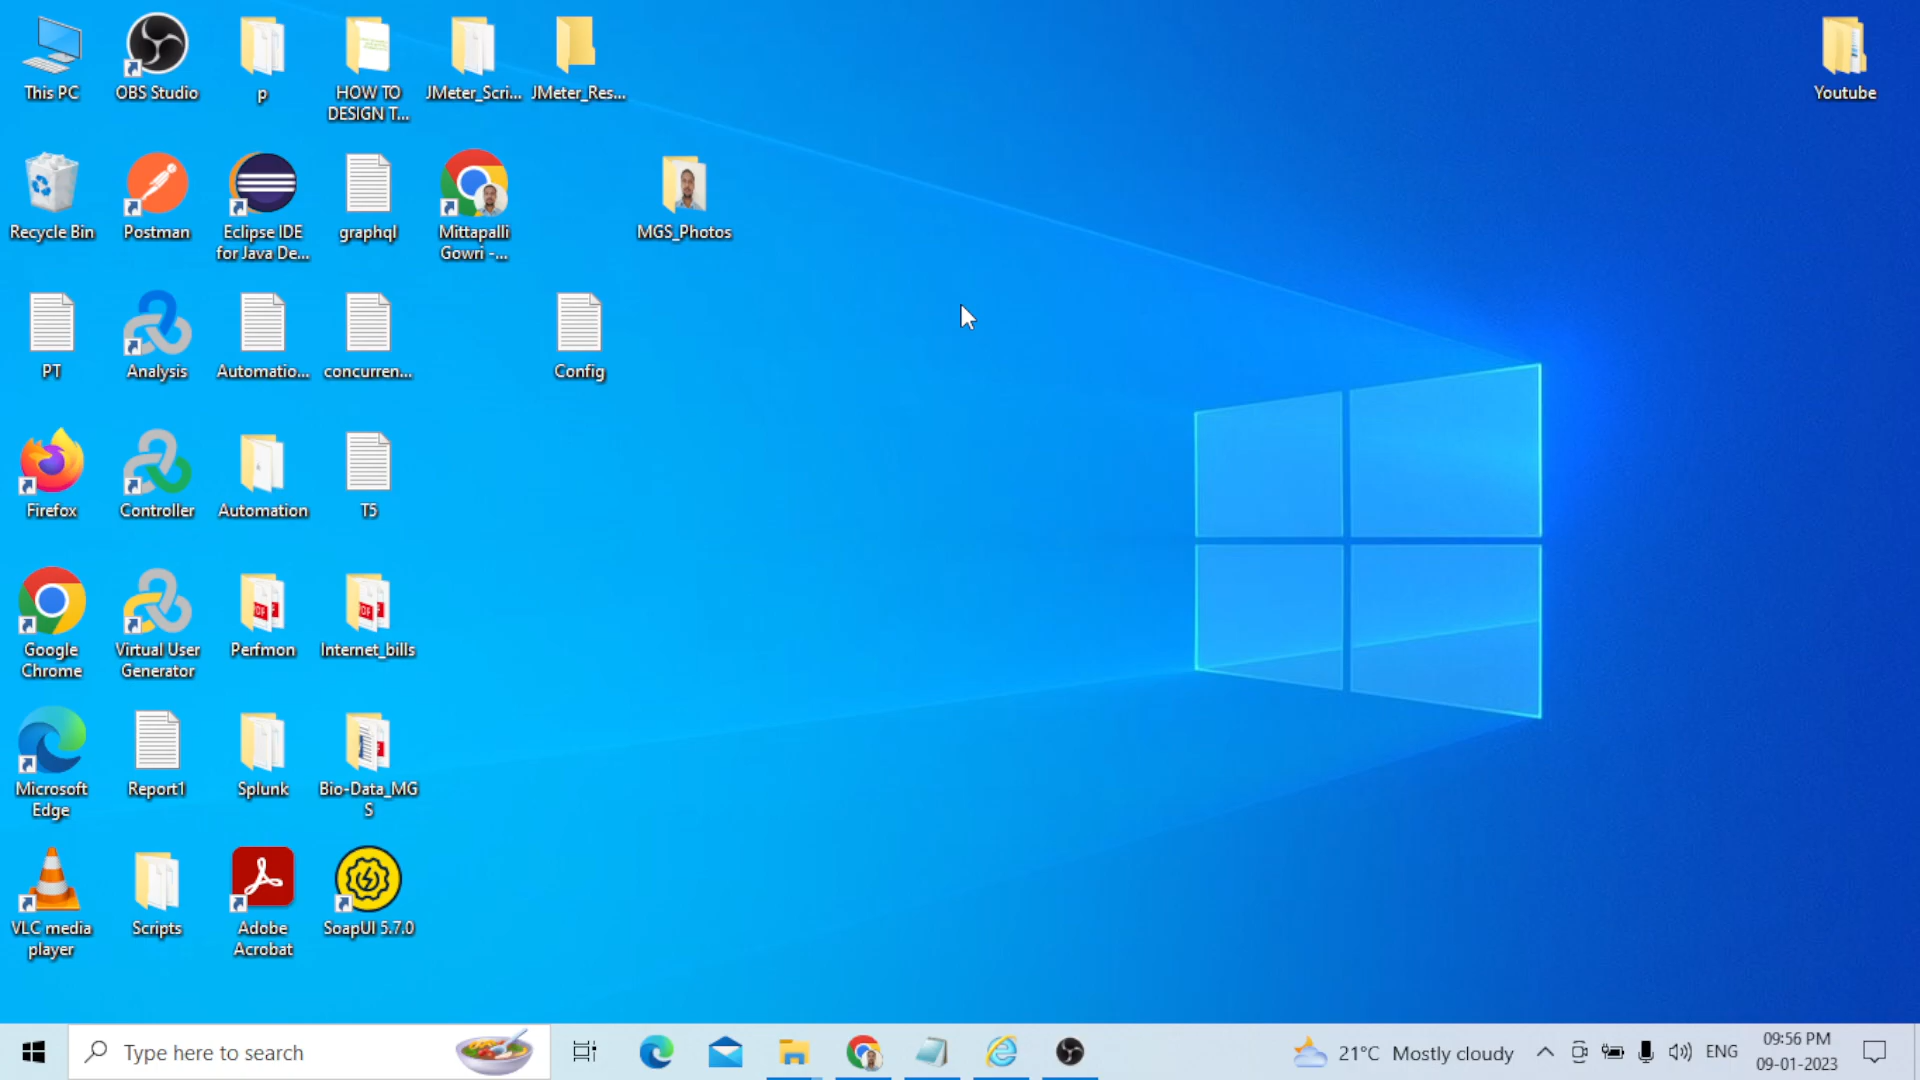 This PC
OBS Studio
p
HOW TO
DESIGN T...
JMeter_Scri...
JMeter_Res...
Youtube
Recycle Bin
Postman
Eclipse IDE
for Java De...
graphql
Mittapalli
Gowri -...
MGS_Photos
PT
Analysis
Automatio...
concurren...
Config
Firefox
Controller
Automation
T5
Google
Chrome
Virtual User
Generator
Perfmon
Internet_bills
Microsoft
Edge
Report1
Splunk
Bio-Data_MG
S
VLC media
player
Scripts
Adobe
Acrobat
SoapUI 5.7.0
Type here to search
21°C Mostly cloudy
ENG
09:56 PM
09-01-2023